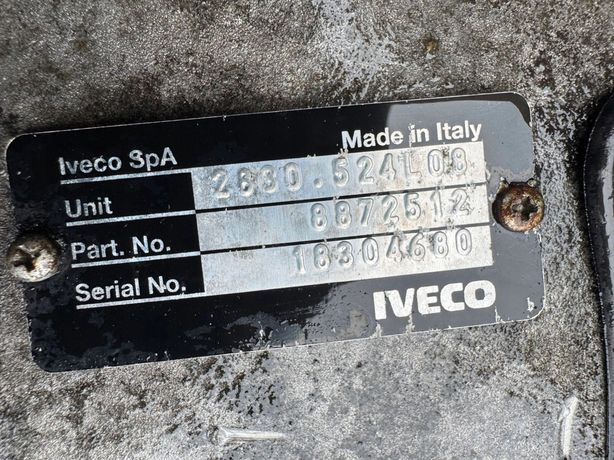 Iveco SpA Made in Italy
Unit 2830.524L08
Part. No. 8872512
Serial No. 18304680
IVECO